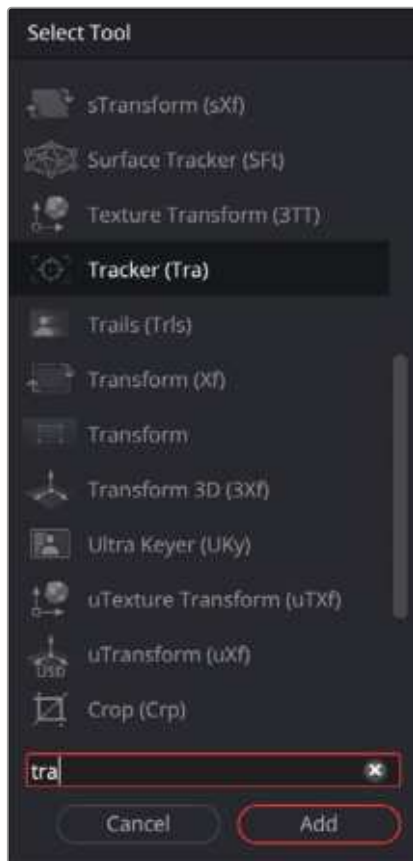 Select Tool
sTransform (sXf)
Surface Tracker (SFt)
Texture Transform (3TT)
Tracker (Tra)
Trails (Trls)
Transform (Xf)
Transform
Transform 3D (3Xf)
Ultra Keyer (UKy)
uTexture Transform (uTXf)
USD
uTransform (uXf)
Crop (Crp)
tra
Cancel
Add